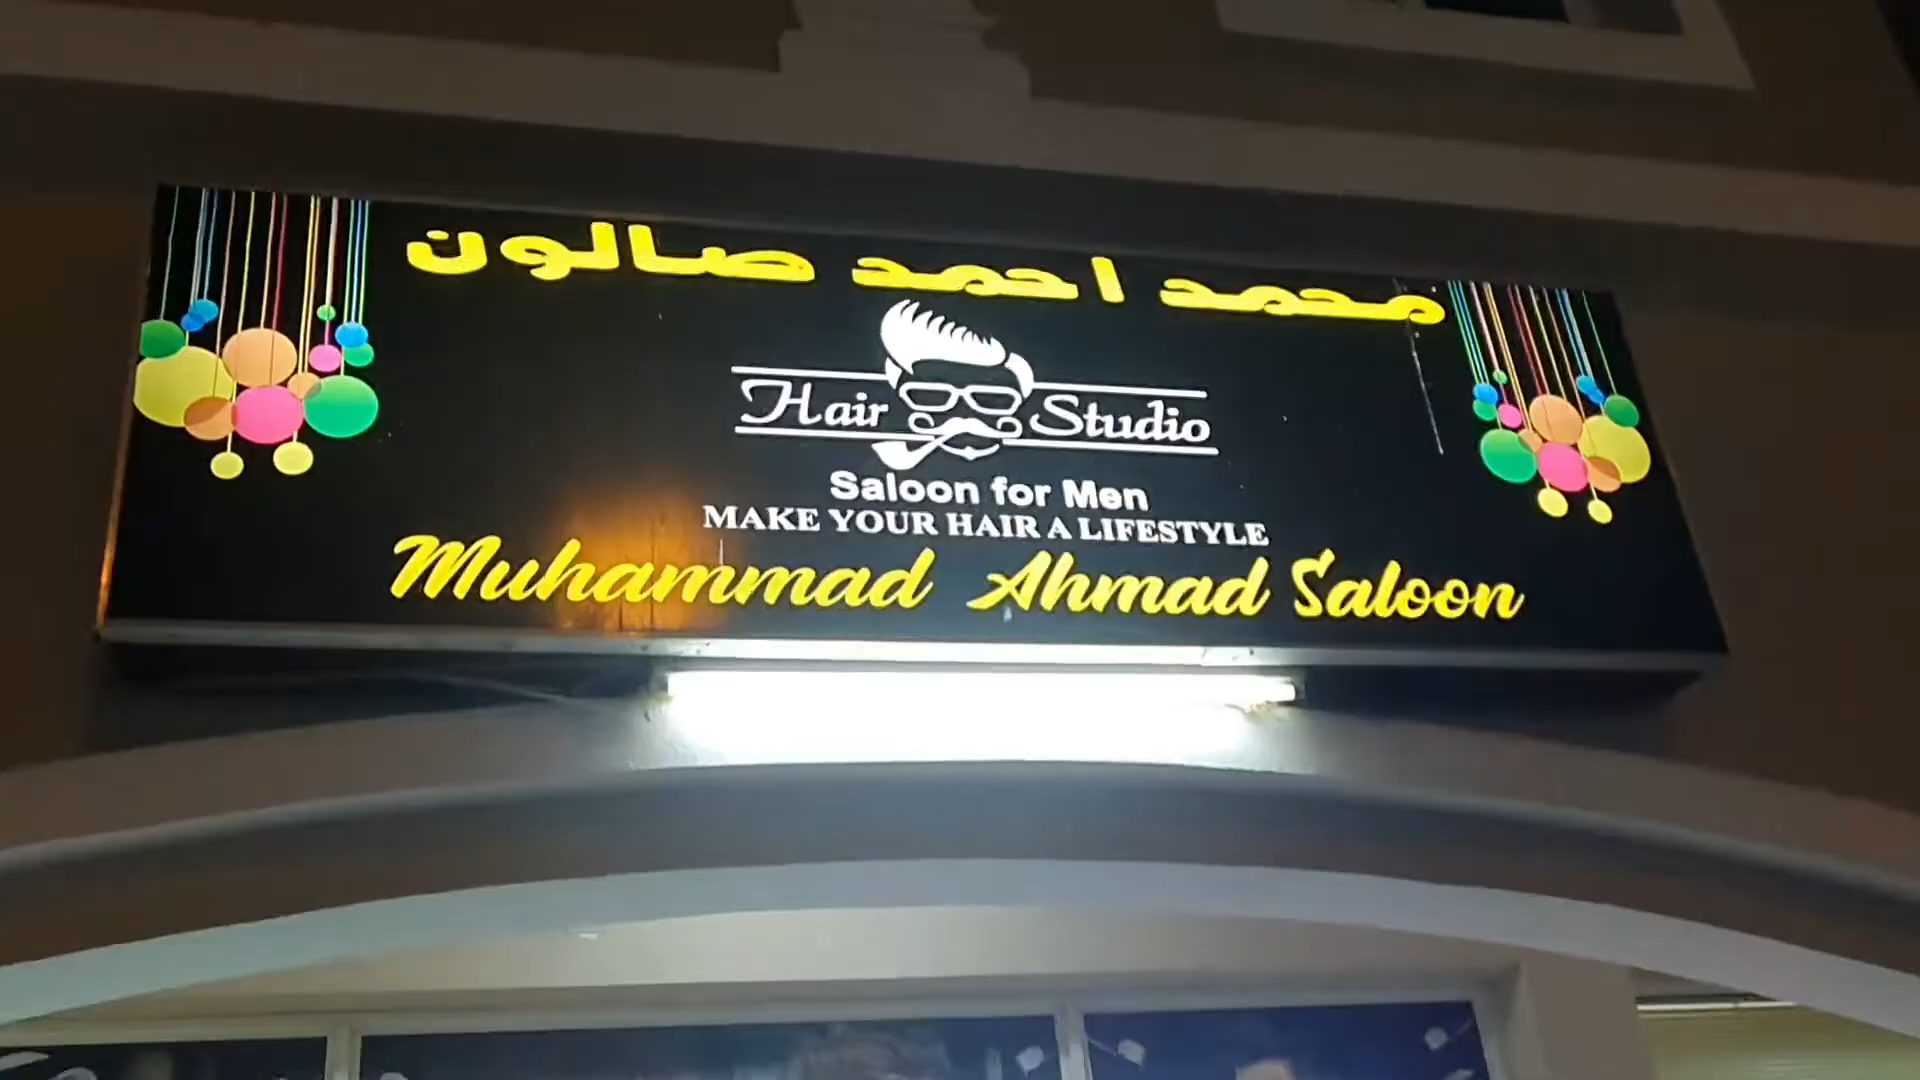 محمد احمد صالون
Hair Studio
Saloon for Men
MAKE YOUR HAIR A LIFESTYLE
Muhammad Ahmad Saloon